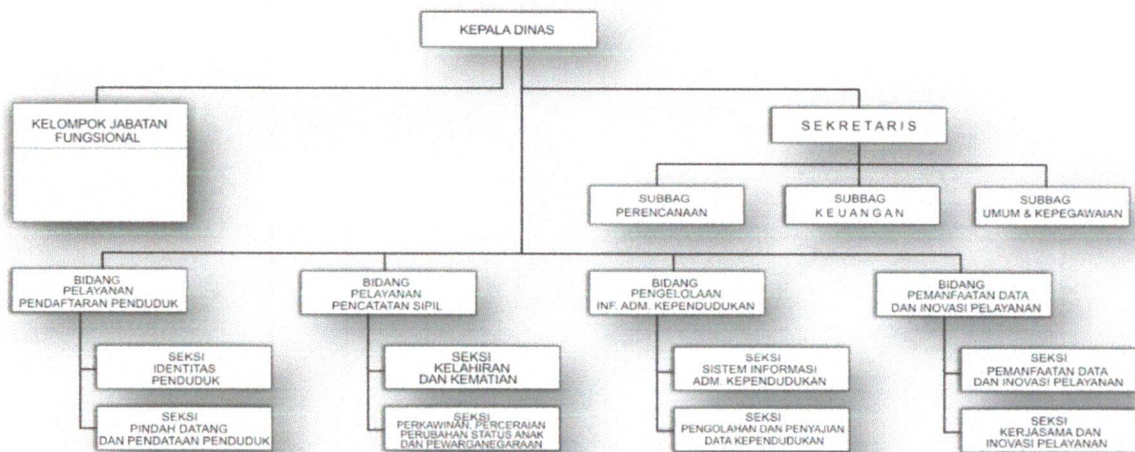 KEPALA DINAS
KELOMPOK JABATAN
FUNGSIONAL
S E K R E T A R I S
SUBBAG
PERENCANAAN
SUBBAG
K E U A N G A N
SUBBAG
UMUM & KEPEGAWAIAN
BIDANG
PELAYANAN
PENDAFTARAN PENDUDUK
BIDANG
PELAYANAN
PENCATATAN SIPIL
BIDANG
PENGELOLAAN
INF. ADM. KEPENDUDUKAN
BIDANG
PEMANFAATAN DATA
DAN INOVASI PELAYANAN
SEKSI
IDENTITAS
PENDUDUK
SEKSI
KELAHIRAN
DAN KEMATIAN
SEKSI
SISTEM INFORMASI
ADM. KEPENDUDUKAN
SEKSI
PEMANFAATAN DATA
DAN INOVASI PELAYANAN
SEKSI
PINDAH DATANG
DAN PENDATAAN PENDUDUK
SEKSI
PERKAWINAN, PERCERAIAN
PERUBAHAN STATUS ANAK
DAN PEWARGANEGARAAN
SEKSI
PENGOLAHAN DAN PENYAJIAN
DATA KEPENDUDUKAN
SEKSI
KERJASAMA DAN
INOVASI PELAYANAN